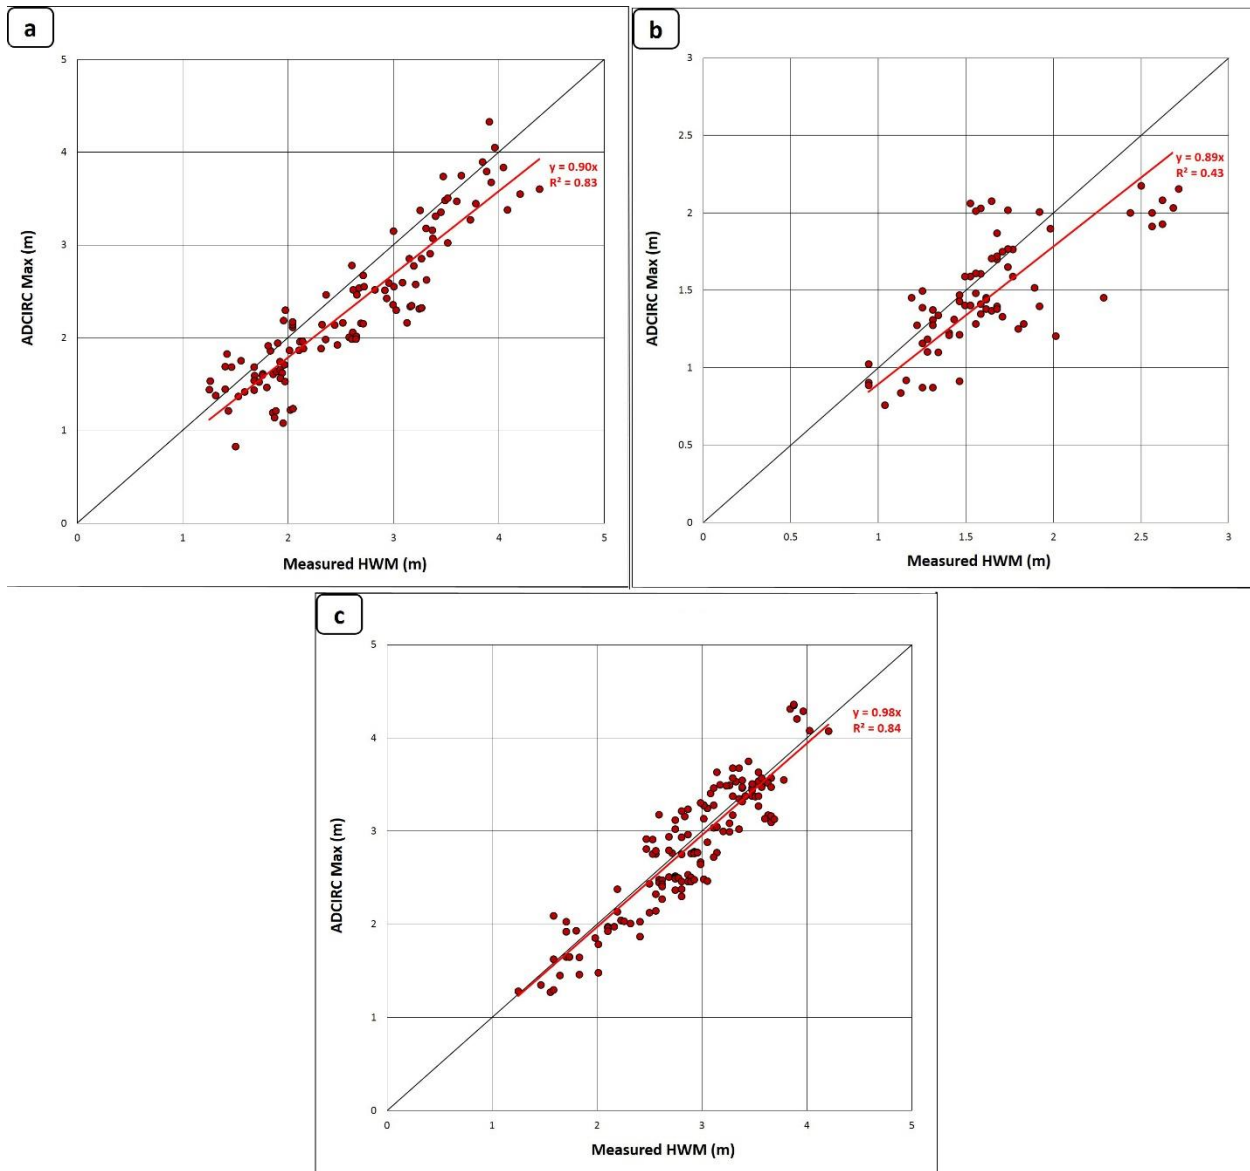 a
5
4
3
2
1
0
0 1 2 3 4 5
ADCIRC Max (m)
Measured HWM (m)
y = 0.90x
R² = 0.83
b
3
2.5
2
1.5
1
0.5
0
0 0.5 1 1.5 2 2.5 3
ADCIRC Max (m)
Measured HWM (m)
y = 0.89x
R² = 0.43
c
5
4
3
2
1
0
0 1 2 3 4 5
ADCIRC Max (m)
Measured HWM (m)
y = 0.98x
R² = 0.84